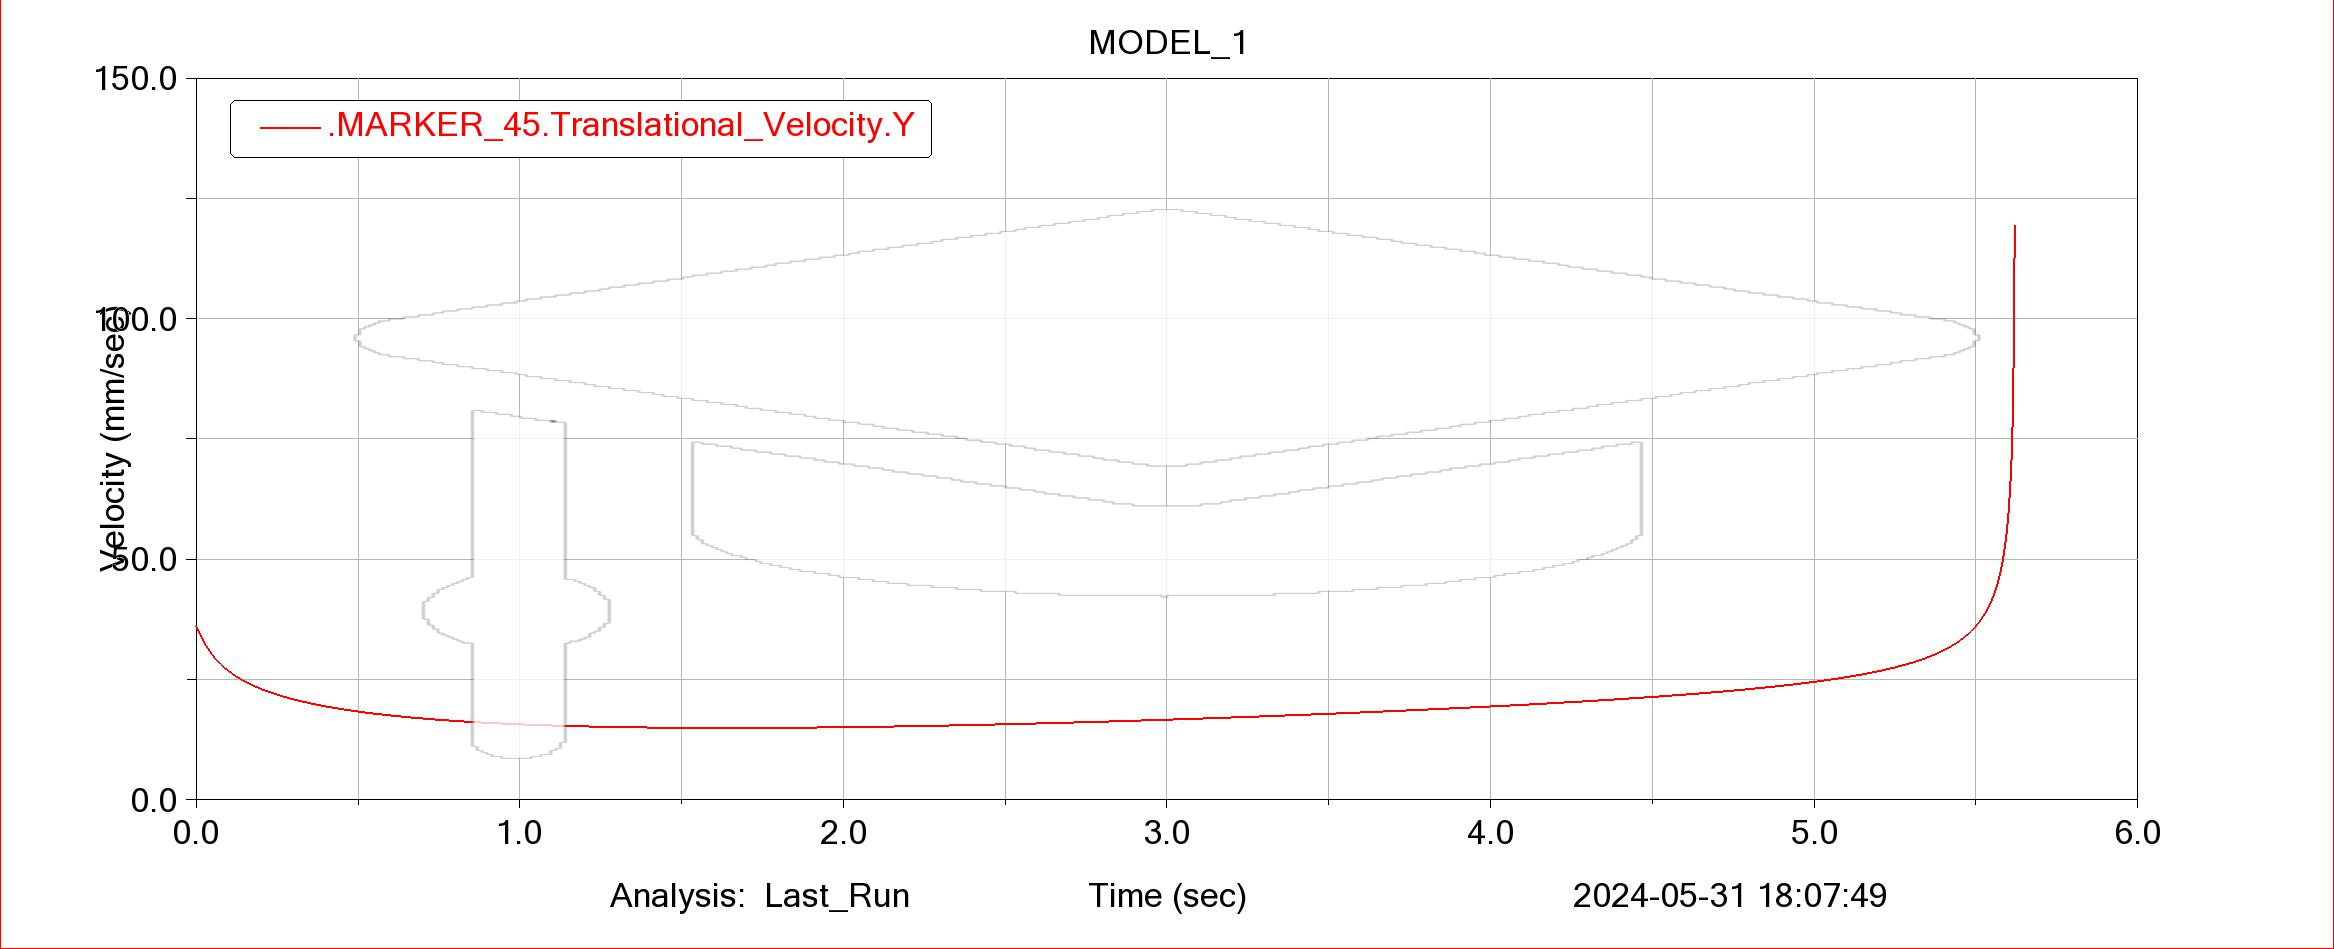 MODEL_1
150.0
.MARKER_45.Translational_Velocity.Y
100.0
Velocity (mm/sec)
50.0
0.0
0.0 1.0 2.0 3.0 4.0 5.0 6.0
Analysis: Last_Run Time (sec) 2024-05-31 18:07:49